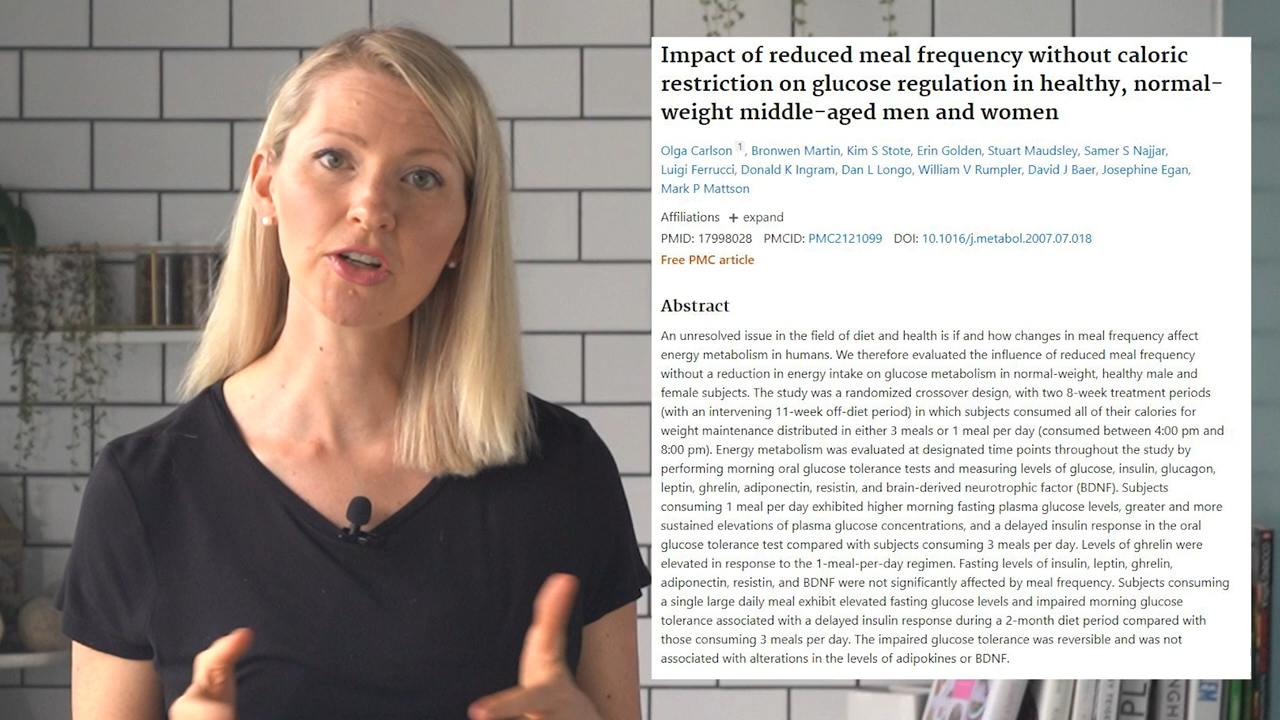 Impact of reduced meal frequency without caloric
restriction on glucose regulation in healthy, normal-
weight middle-aged men and women
Olga Carlson 1, Bronwen Martin, Kim S Stote, Erin Golden, Stuart Maudsley, Samer S Najjar,
Luigi Ferrucci, Donald K Ingram, Dan L Longo, William V Rumpler, David J Baer, Josephine Egan,
Mark P Mattson
Affiliations + expand
PMID: 17998028 PMCID: PMC2121099 DOI: 10.1016/j.metabol.2007.07.018
Free PMC article
Abstract
An unresolved issue in the field of diet and health is if and how changes in meal frequency affect
energy metabolism in humans. We therefore evaluated the influence of reduced meal frequency
without a reduction in energy intake on glucose metabolism in normal-weight, healthy male and
female subjects. The study was a randomized crossover design, with two 8-week treatment periods
(with an intervening 11-week off-diet period) in which subjects consumed all of their calories for
weight maintenance distributed in either 3 meals or 1 meal per day (consumed between 4:00 pm and
8:00 pm). Energy metabolism was evaluated at designated time points throughout the study by
performing morning oral glucose tolerance tests and measuring levels of glucose, insulin, glucagon,
leptin, ghrelin, adiponectin, resistin, and brain-derived neurotrophic factor (BDNF). Subjects
consuming 1 meal per day exhibited higher morning fasting plasma glucose levels, greater and more
sustained elevations of plasma glucose concentrations, and a delayed insulin response in the oral
glucose tolerance test compared with subjects consuming 3 meals per day. Levels of ghrelin were
elevated in response to the 1-meal-per-day regimen. Fasting levels of insulin, leptin, ghrelin,
adiponectin, resistin, and BDNF were not significantly affected by meal frequency. Subjects consuming
a single large daily meal exhibit elevated fasting glucose levels and impaired morning glucose
tolerance associated with a delayed insulin response during a 2-month diet period compared with
those consuming 3 meals per day. The impaired glucose tolerance was reversible and was not
associated with alterations in the levels of adipokines or BDNF.